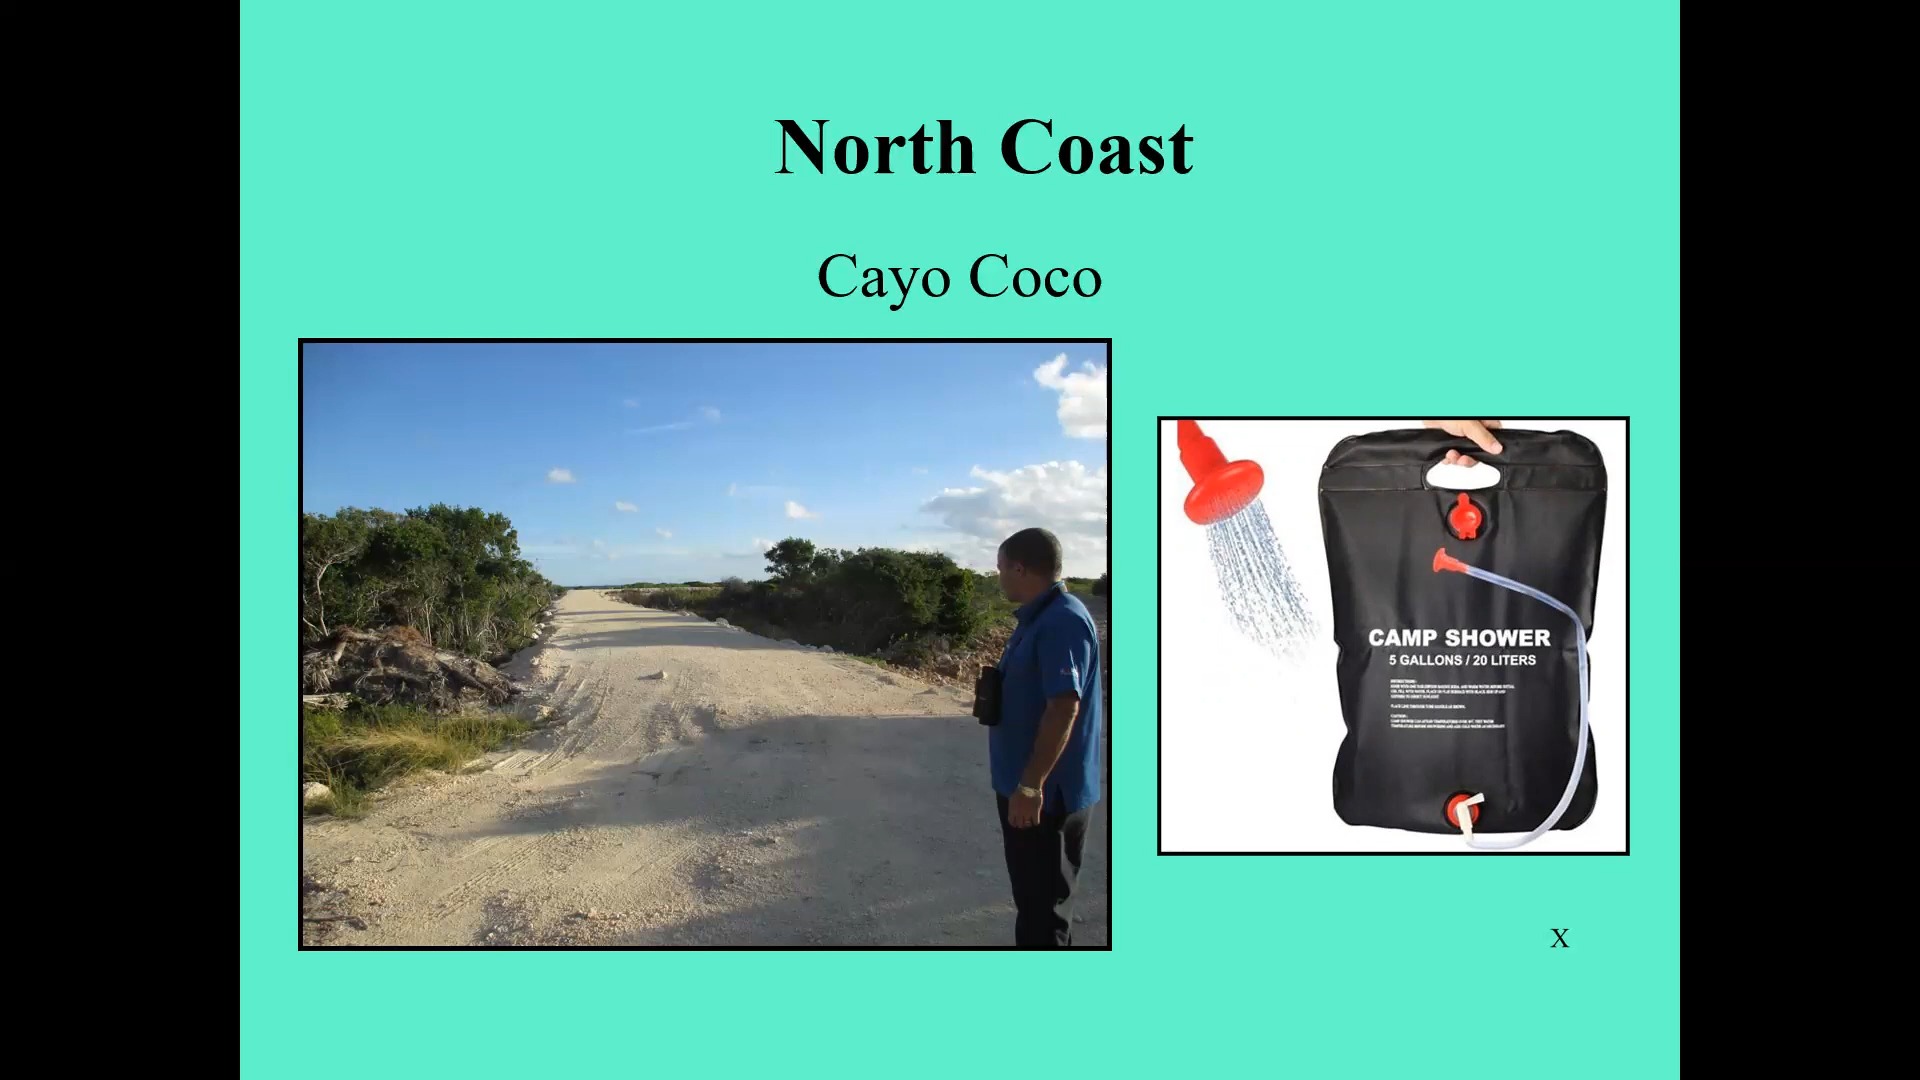 North Coast
Cayo Coco
CAMP SHOWER
5 GALLONS / 20 LITERS
X